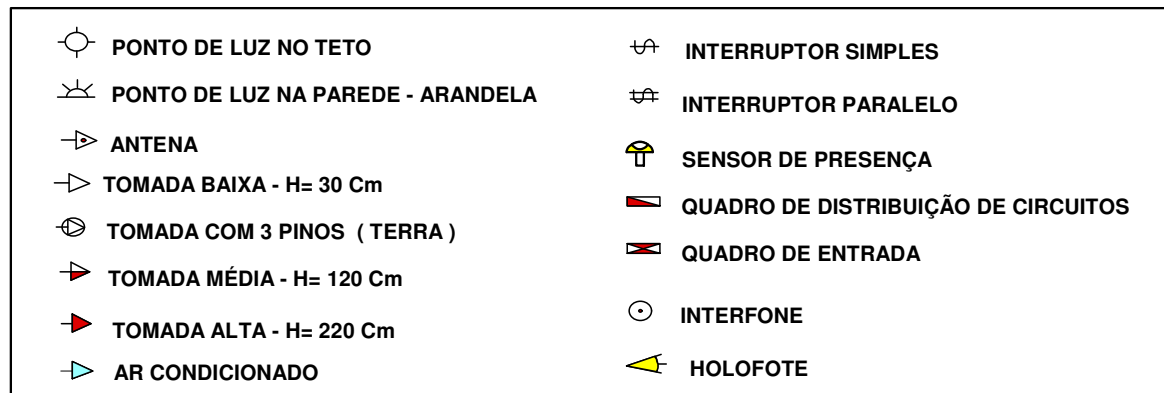 PONTO DE LUZ NO TETO
PONTO DE LUZ NA PAREDE - ARANDELA
ANTENA
TOMADA BAIXA - H= 30 Cm
TOMADA COM 3 PINOS ( TERRA )
TOMADA MÉDIA - H= 120 Cm
TOMADA ALTA - H= 220 Cm
AR CONDICIONADO
INTERRUPTOR SIMPLES
INTERRUPTOR PARALELO
SENSOR DE PRESENÇA
QUADRO DE DISTRIBUIÇÃO DE CIRCUITOS
QUADRO DE ENTRADA
INTERFONE
HOLOFOTE